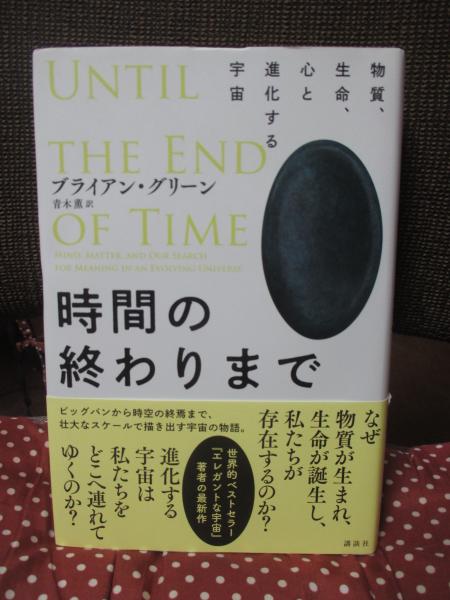 UNTIL
THE END
OF TIME
MIND, MATTER, AND OUR SEARCH
FOR MEANING IN AN EVOLVING UNIVERSE
物質、
生命、
心と
進化する
宇宙
ブライアン・グリーン
青木薫 訳
時間の
終わりまで
ビッグバンから時空の終焉まで、
壮大なスケールで描き出す宇宙の物語。
なぜ
物質が生まれ、
生命が誕生し、
私たちが
存在するのか?
世界的ベストセラー
『エレガントな宇宙』
著者の最新作
進化する
宇宙は
私たちを
どこへ連れて
ゆくのか?
講談社